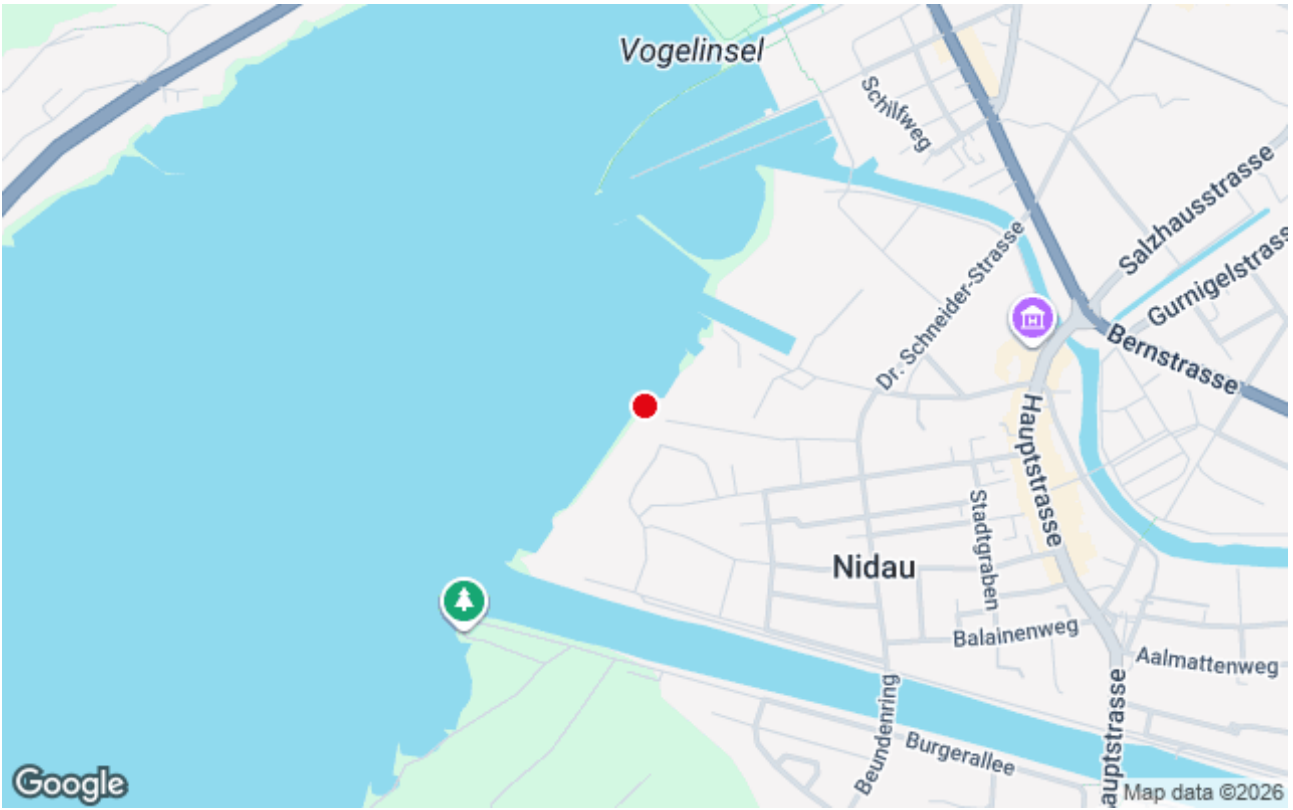 Vogelinsel
Schilfweg
Salzhausstrasse
Gurnigelstrass
Dr. Schneider-Strasse
H
Bernstrasse
Hauptstrasse
Stadtgraben
Nidau
Balainenweg
Aalmattenweg
Beundenring
Burgerallee
auptstrasse
Google
Map data ©2026